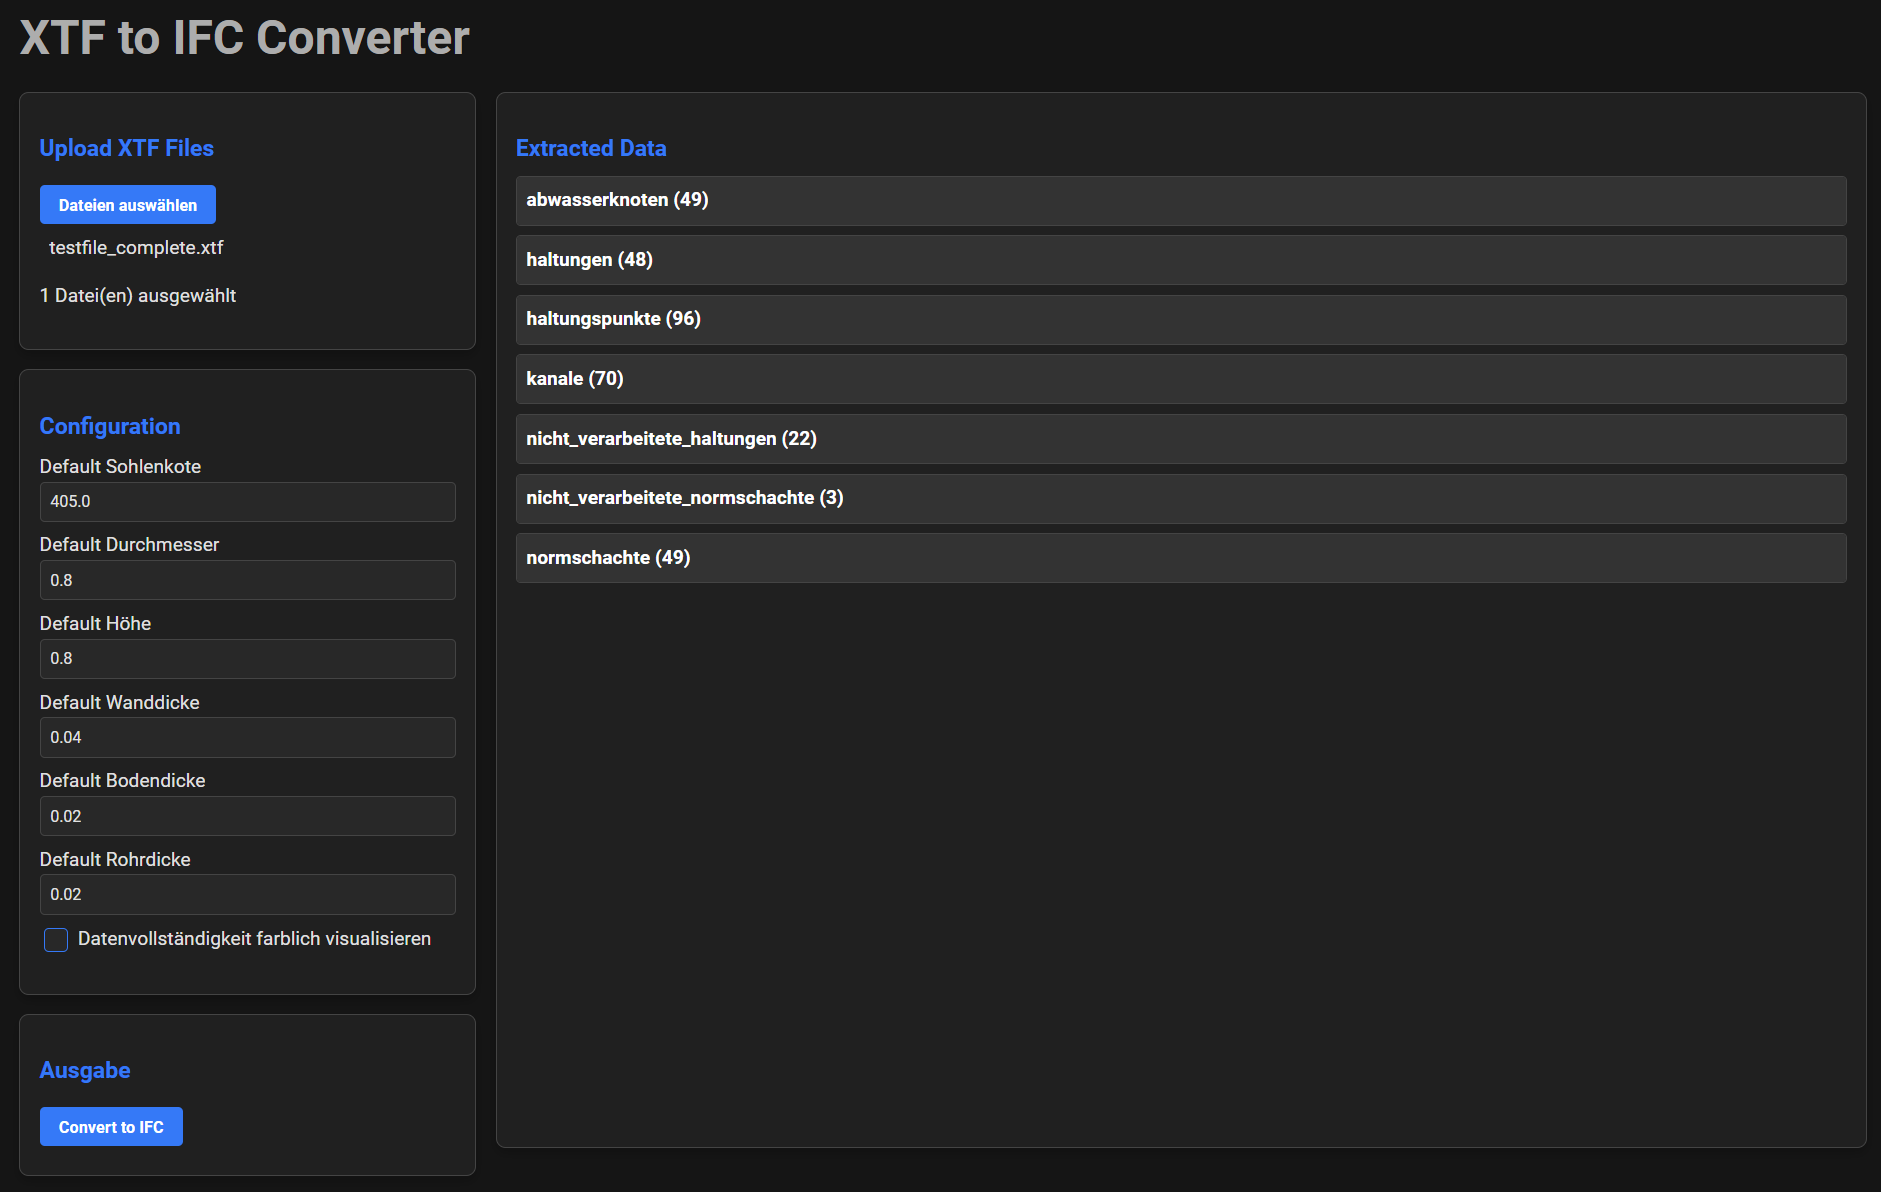 XTF to IFC Converter
Upload XTF Files
Dateien auswählen
testfile_complete.xtf
1 Datei(en) ausgewählt
Configuration
Default Sohlenkote
405.0
Default Durchmesser
0.8
Default Höhe
0.8
Default Wanddicke
0.04
Default Bodendicke
0.02
Default Rohrdicke
0.02
Datenvollständigkeit farblich visualisieren
Ausgabe
Convert to IFC
Extracted Data
abwasserknoten (49)
haltungen (48)
haltungspunkte (96)
kanale (70)
nicht_verarbeitete_haltungen (22)
nicht_verarbeitete_normschachte (3)
normschachte (49)